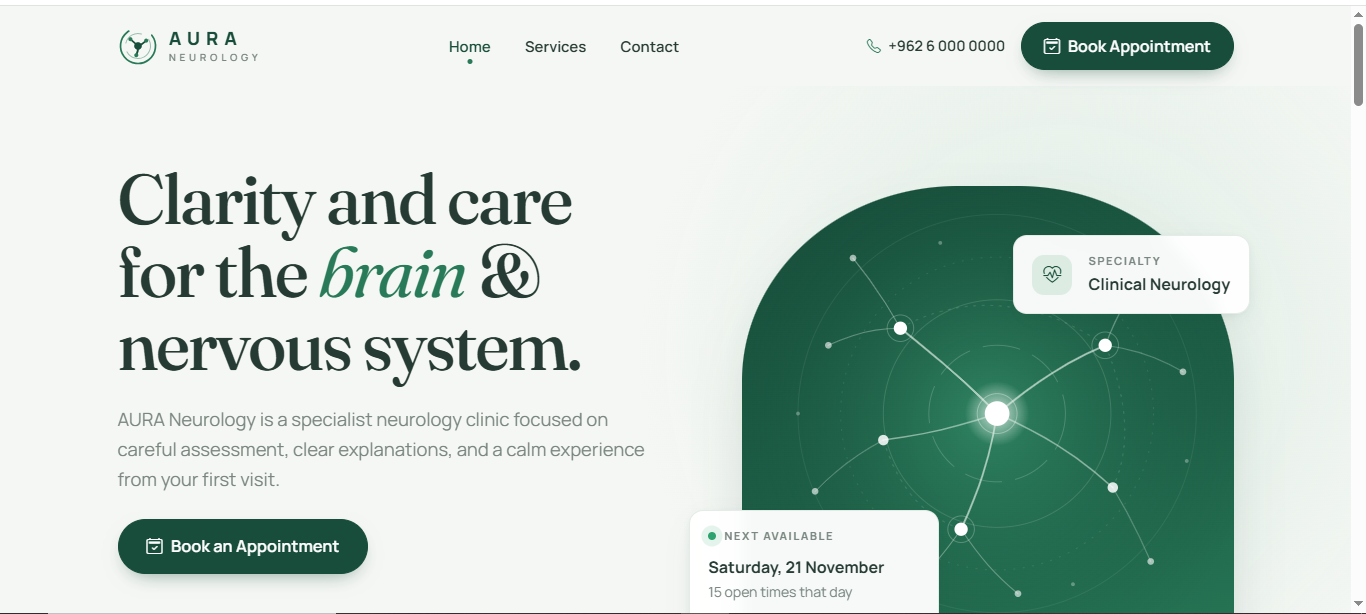 AURA
NEUROLOGY
Home
Services
Contact
+962 6 000 0000
Book Appointment
Clarity and care
for the brain &
nervous system.
AURA Neurology is a specialist neurology clinic focused on
careful assessment, clear explanations, and a calm experience
from your first visit.
Book an Appointment
SPECIALTY
Clinical Neurology
NEXT AVAILABLE
Saturday, 21 November
15 open times that day